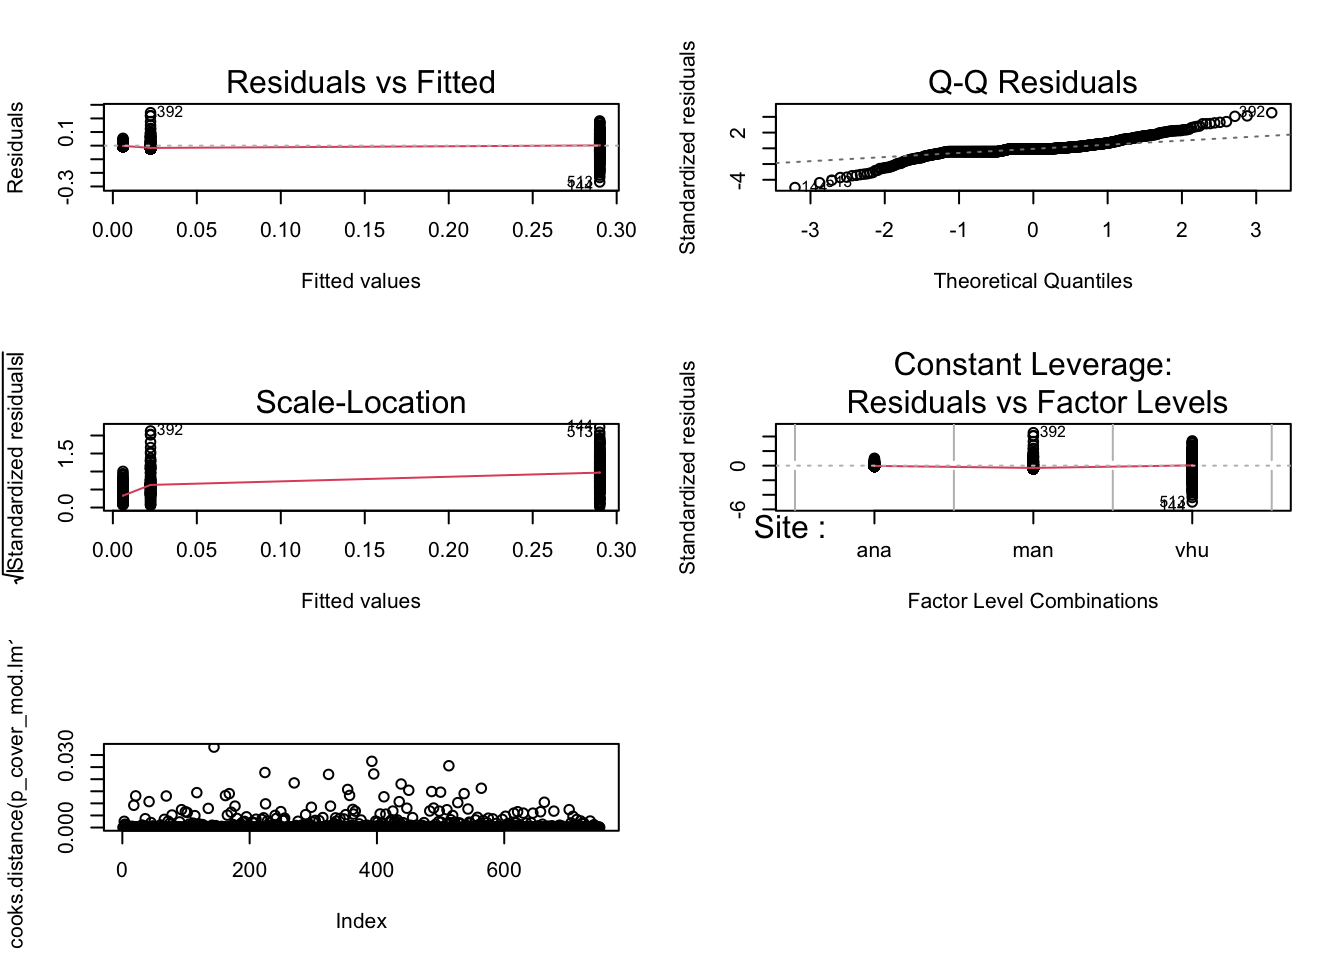 Residuals vs Fitted
Residuals
0.1
-0.3
392
513
144
0.00 0.05 0.10 0.15 0.20 0.25 0.30
Fitted values
Q-Q Residuals
Standardized residuals
2
-4
392
144
513
-3 -2 -1 0 1 2 3
Theoretical Quantiles
Scale-Location
√|Standardized residuals|
1.5
0.0
392
144
513
0.00 0.05 0.10 0.15 0.20 0.25 0.30
Fitted values
Constant Leverage:
Residuals vs Factor Levels
Standardized residuals
0
-6
392
513
144
Site :
ana man vhu
Factor Level Combinations
cooks.distance(p_cover_mod.lm
0.030
0.000
0 200 400 600
Index